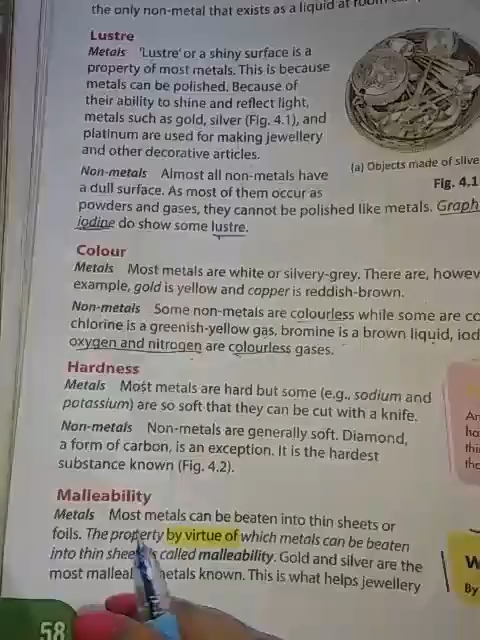 the only non-metal that exists as a liquid at room
Lustre
Metals 'Lustre' or a shiny surface is a
property of most metals. This is because
metals can be polished. Because of
their ability to shine and reflect light,
metals such as gold, silver (Fig. 4.1), and
platinum are used for making jewellery
and other decorative articles.
(a) Objects made of
Fig. 4.1
Non-metals Almost all non-metals have
a dull surface. As most of them occur as
powders and gases, they cannot be polished like metals.
iodine do show some lustre.
Colour
Metals Most metals are white or silvery-grey. There are,
example, gold is yellow and copper is reddish-brown.
Non-metals Some non-metals are colourless while some are
chlorine is a greenish-yellow gas, bromine is a brown liquid,
oxygen and nitrogen are colourless gases.
Hardness
Metals Most metals are hard but some (e.g., sodium and
potassium) are so soft that they can be cut with a knife.
Non-metals Non-metals are generally soft. Diamond,
a form of carbon, is an exception. It is the hardest
substance known (Fig. 4.2).
Malleability
Metals Most metals can be beaten into thin sheets or
foils. The property by virtue of which metals can be beaten
into thin is called malleability. Gold and silver are the
most known. This is what helps jewellery
By
58